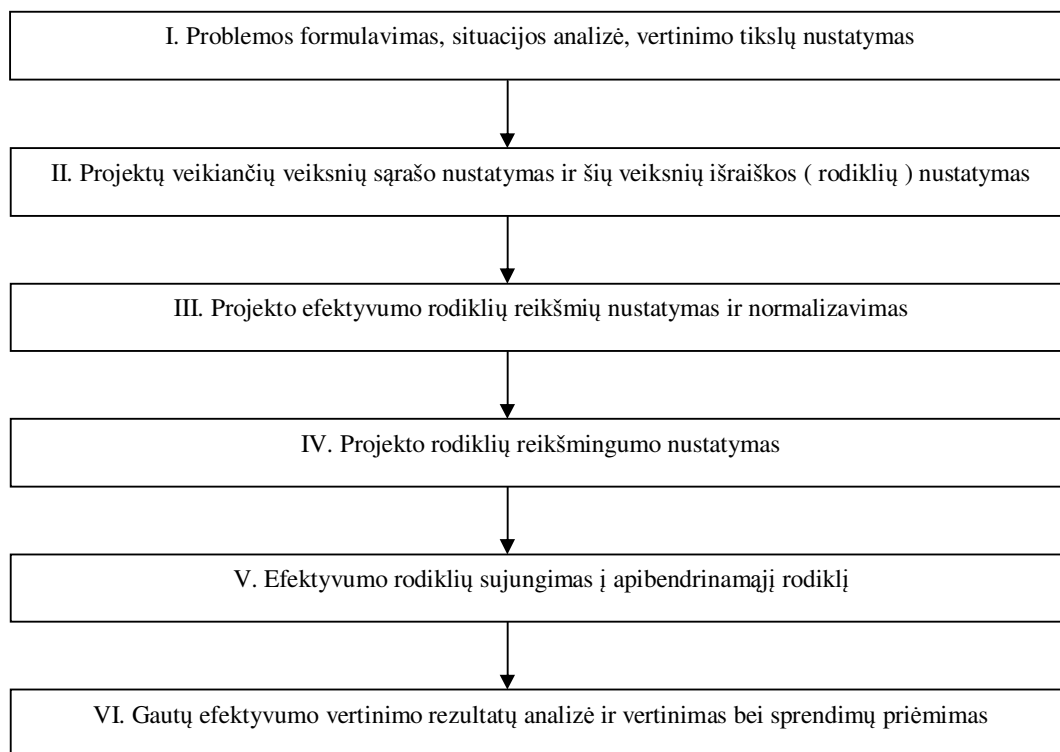 I. Problemos formulavimas, situacijos analizė, vertinimo tikslų nustatymas
II. Projektų veikiančių veiksnių sąrašo nustatymas ir šių veiksnių išraiškos ( rodiklių ) nustatymas
III. Projekto efektyvumo rodiklių reikšmių nustatymas ir normalizavimas
IV. Projekto rodiklių reikšmingumo nustatymas
V. Efektyvumo rodiklių sujungimas į apibendrinamąjį rodiklį
VI. Gautų efektyvumo vertinimo rezultatų analizė ir vertinimas bei sprendimų priėmimas